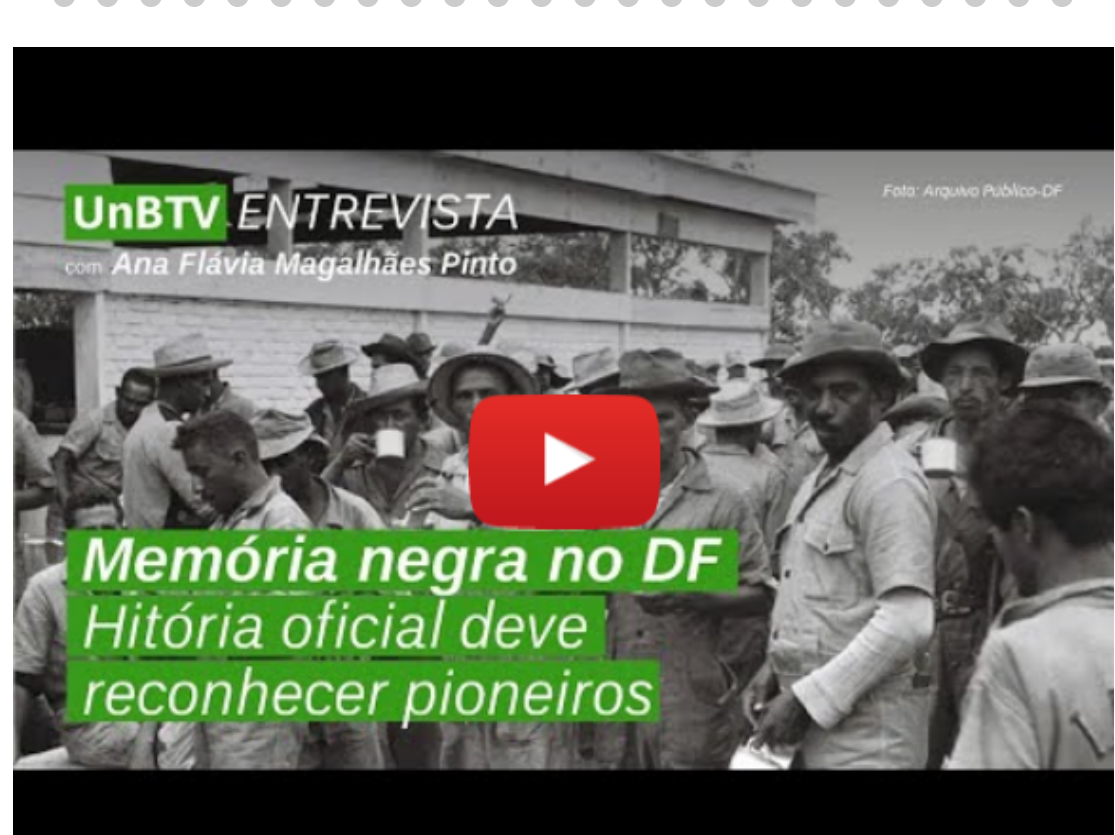 UnBTV ENTREVISTA
com Ana Flávia Magalhães Pinto
Foto: Arquivo Público-DF
Memória negra no DF
Hitória oficial deve
reconhecer pioneiros